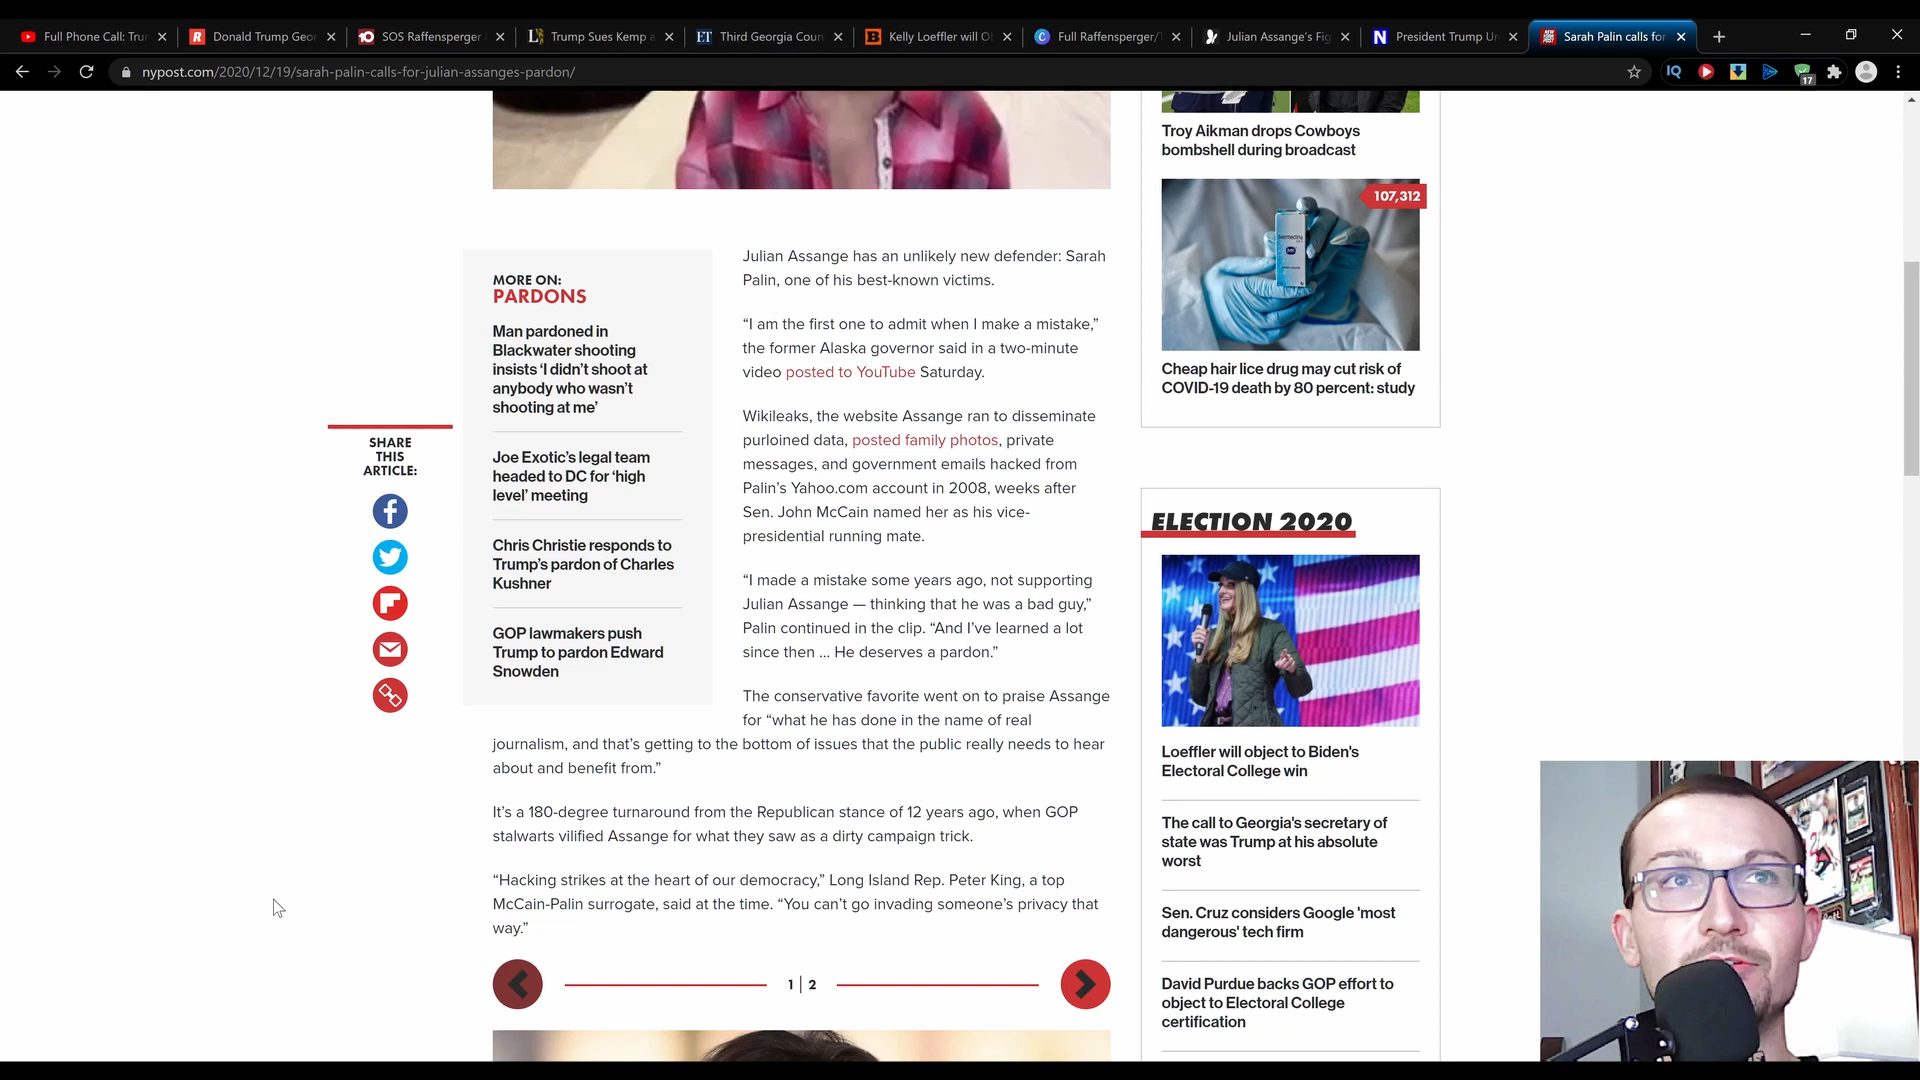 Full Phone Call: Tru
Donald Trump Geo
SOS Raffensperger
Trump Sues Kemp a
Third Georgia Coun
Kelly Loeffler will O
Full Raffensperger/T
Julian Assange's Fig
President Trump U
Sarah Palin calls for
nypost.com/2020/12/19/sarah-palin-calls-for-julian-assanges-pardon/
IQ
17
MORE ON:
PARDONS
Man pardoned in
Blackwater shooting
insists ‘I didn’t shoot at
anybody who wasn’t
shooting at me’
Joe Exotic’s legal team
headed to DC for ‘high
level’ meeting
Chris Christie responds to
Trump’s pardon of Charles
Kushner
GOP lawmakers push
Trump to pardon Edward
Snowden
SHARE
THIS
ARTICLE:
Julian Assange has an unlikely new defender: Sarah
Palin, one of his best-known victims.
“I am the first one to admit when I make a mistake,”
the former Alaska governor said in a two-minute
video posted to YouTube Saturday.
Wikileaks, the website Assange ran to disseminate
purloined data, posted family photos, private
messages, and government emails hacked from
Palin’s Yahoo.com account in 2008, weeks after
Sen. John McCain named her as his vice-
presidential running mate.
“I made a mistake some years ago, not supporting
Julian Assange — thinking that he was a bad guy,”
Palin continued in the clip. “And I’ve learned a lot
since then … He deserves a pardon.”
The conservative favorite went on to praise Assange
for “what he has done in the name of real
journalism, and that’s getting to the bottom of issues that the public really needs to hear
about and benefit from.”
It’s a 180-degree turnaround from the Republican stance of 12 years ago, when GOP
stalwarts vilified Assange for what they saw as a dirty campaign trick.
“Hacking strikes at the heart of our democracy,” Long Island Rep. Peter King, a top
McCain-Palin surrogate, said at the time. “You can’t go invading someone’s privacy that
way.”
1 | 2
Troy Aikman drops Cowboys
bombshell during broadcast
107,312
Cheap hair lice drug may cut risk of
COVID-19 death by 80 percent: study
ELECTION 2020
Loeffler will object to Biden's
Electoral College win
The call to Georgia's secretary of
state was Trump at his absolute
worst
Sen. Cruz considers Google 'most
dangerous' tech firm
David Purdue backs GOP effort to
object to Electoral College
certification